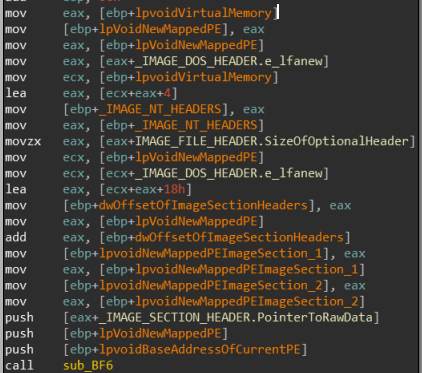 mov eax, [ebp+lpvoidVirtualMemory]
mov [ebp+lpVoidNewMappedPE], eax
mov eax, [ebp+lpVoidNewMappedPE]
mov eax, [eax+_IMAGE_DOS_HEADER.e_lfanew]
mov ecx, [ebp+lpvoidVirtualMemory]
lea eax, [ecx+eax+4]
mov [ebp+_IMAGE_NT_HEADERS], eax
mov eax, [ebp+_IMAGE_NT_HEADERS]
movzx eax, [eax+IMAGE_FILE_HEADER.SizeOfOptionalHeader]
mov ecx, [ebp+lpVoidNewMappedPE]
mov ecx, [ecx+_IMAGE_DOS_HEADER.e_lfanew]
lea eax, [ecx+eax+18h]
mov [ebp+dwOffsetOfImageSectionHeaders], eax
mov eax, [ebp+lpVoidNewMappedPE]
add eax, [ebp+dwOffsetOfImageSectionHeaders]
mov [ebp+lpvoidNewMappedPEImageSection_1], eax
mov eax, [ebp+lpvoidNewMappedPEImageSection_1]
mov [ebp+lpvoidNewMappedPEImageSection_2], eax
mov eax, [ebp+lpvoidNewMappedPEImageSection_2]
push [eax+_IMAGE_SECTION_HEADER.PointerToRawData]
push [ebp+lpVoidNewMappedPE]
push [ebp+lpvoidBaseAddressOfCurrentPE]
call sub_BF6